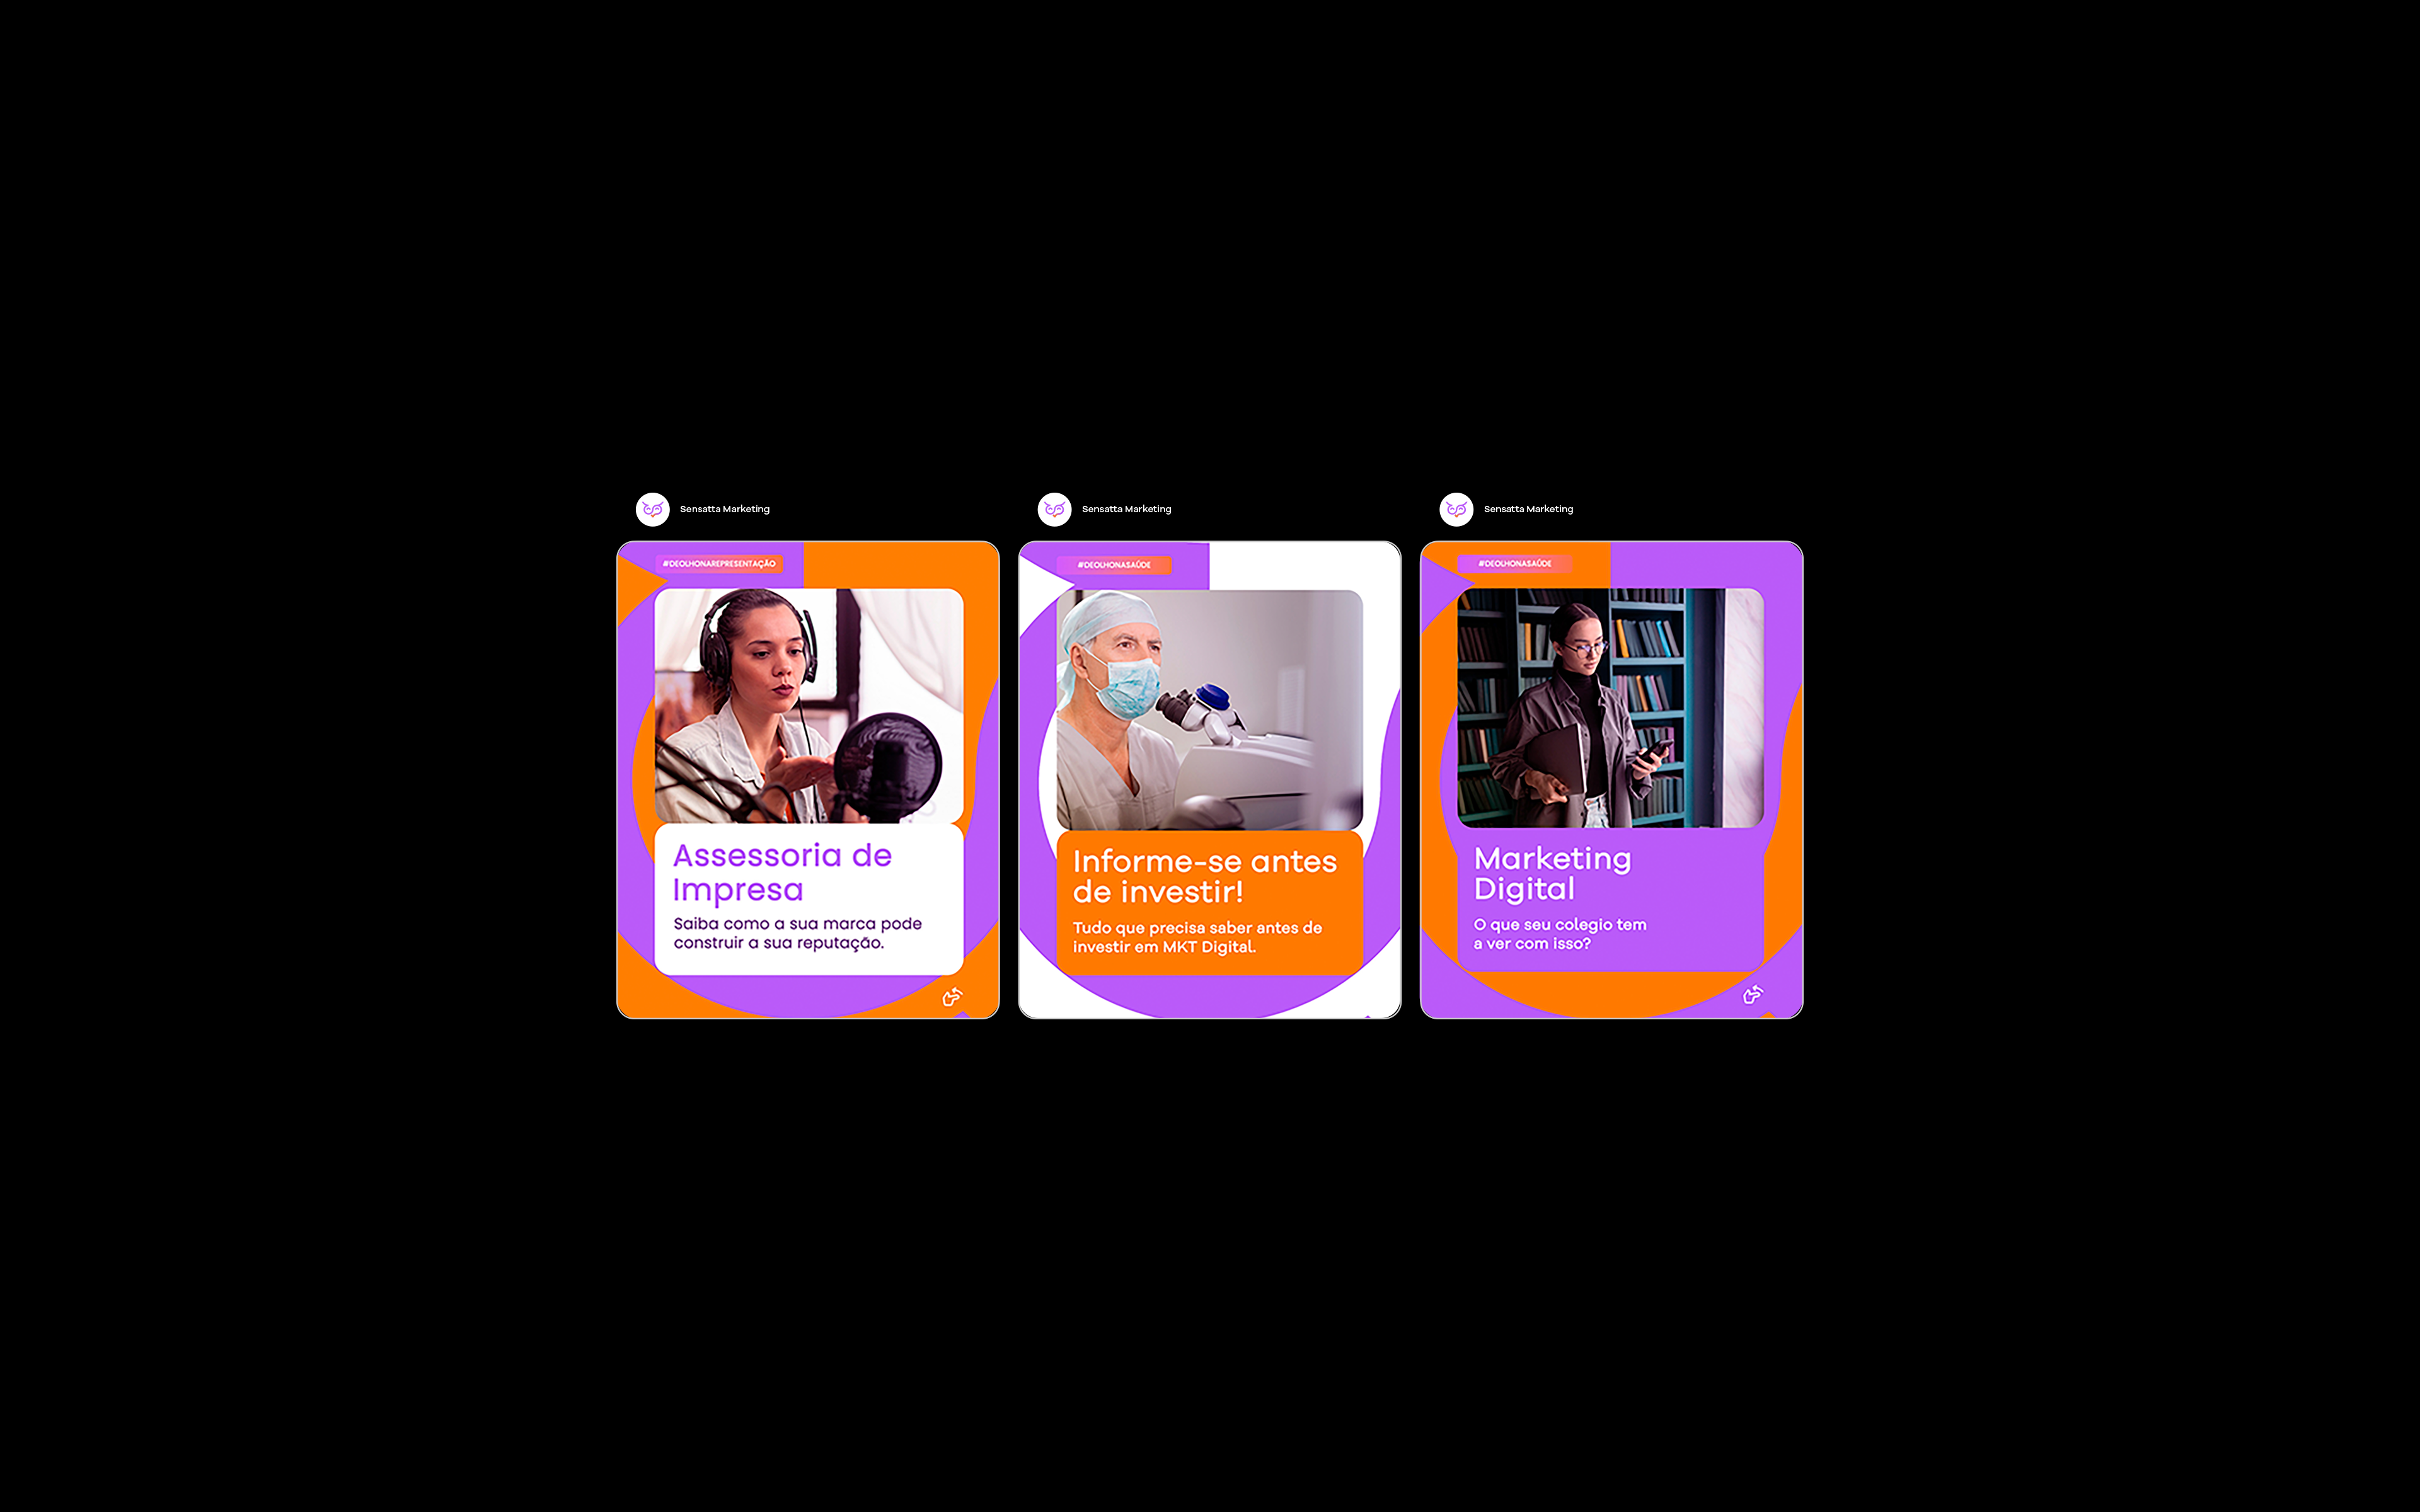 Sensatta Marketing
#DEOLHONAREPRESENTAÇÃO
Assessoria de
Impresa
Saiba como a sua marca pode
construir a sua reputação.
Sensatta Marketing
#DEOLHONASAÚDE
Informe-se antes
de investir!
Tudo que precisa saber antes de
investir em MKT Digital.
Sensatta Marketing
#DEOLHONASAÚDE
Marketing
Digital
O que seu colegio tem
a ver com isso?